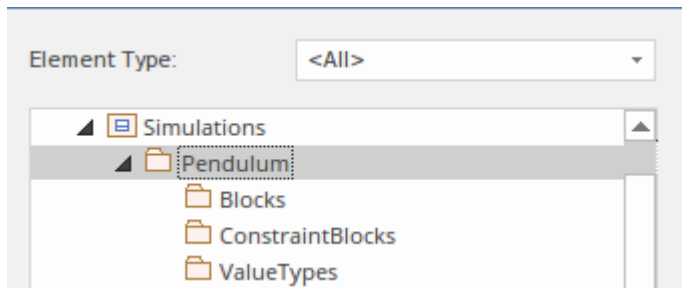 Element Type: <All>
Simulations
Pendulum
Blocks
ConstraintBlocks
ValueTypes